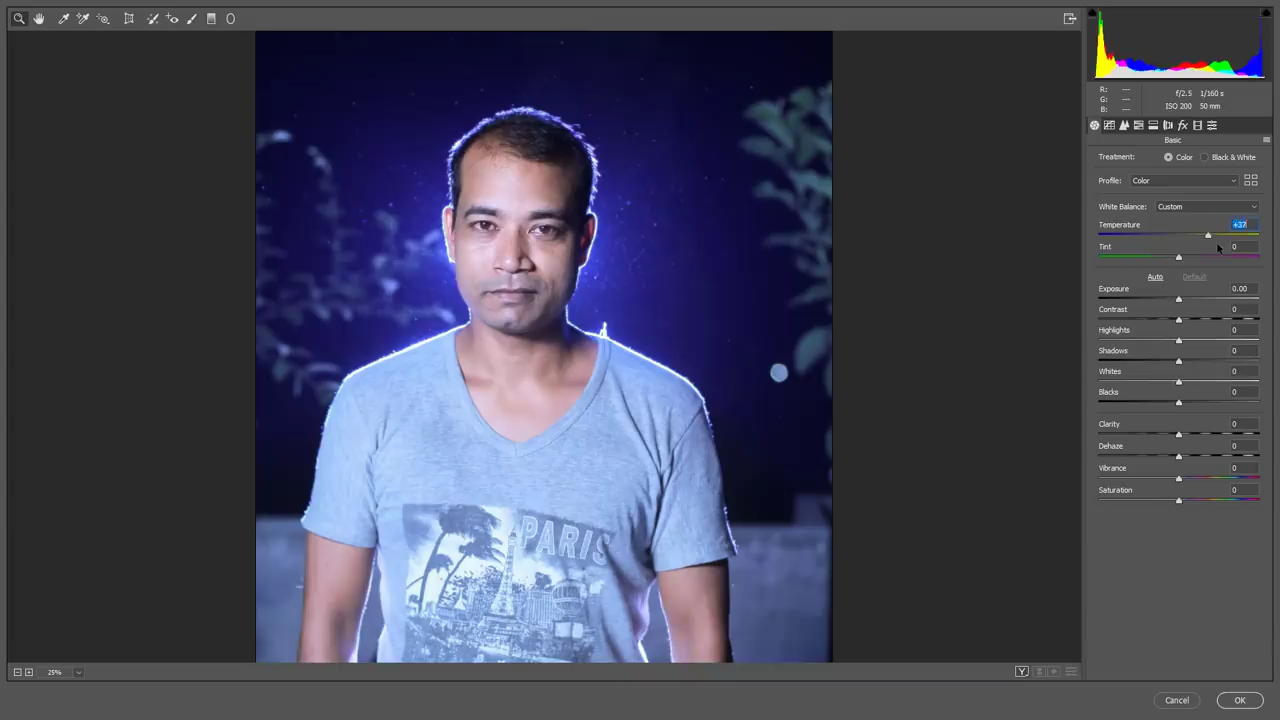 R: ---
G: ---
B: ---
f/2.5 1/160 s
ISO 200 50 mm
fx
Basic
Treatment: Color Black & White
Profile: Color
White Balance: Custom
Temperature +37
Tint 0
Auto Default
Exposure 0.00
Contrast 0
Highlights 0
Shadows 0
Whites 0
Blacks 0
Clarity 0
Dehaze 0
Vibrance 0
Saturation 0
PARIS
25%
Y
Cancel OK